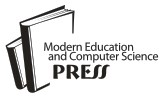 Modern Education
and Computer Science
PRESS